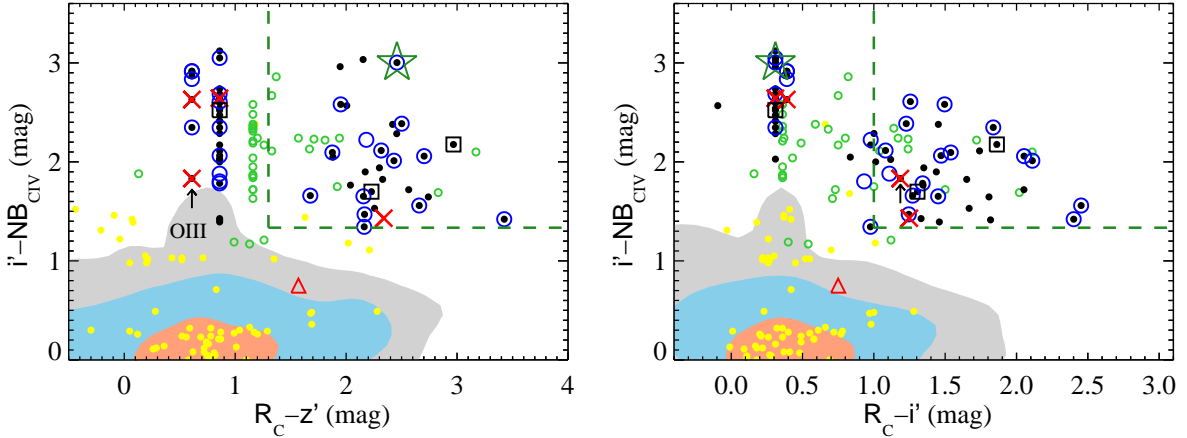 i'−NB_CIV (mag)
3
2
1
0
OIII
0 1 2 3 4
R_C−z' (mag)
i'−NB_CIV (mag)
3
2
1
0
0.0 0.5 1.0 1.5 2.0 2.5 3.0
R_C−i' (mag)